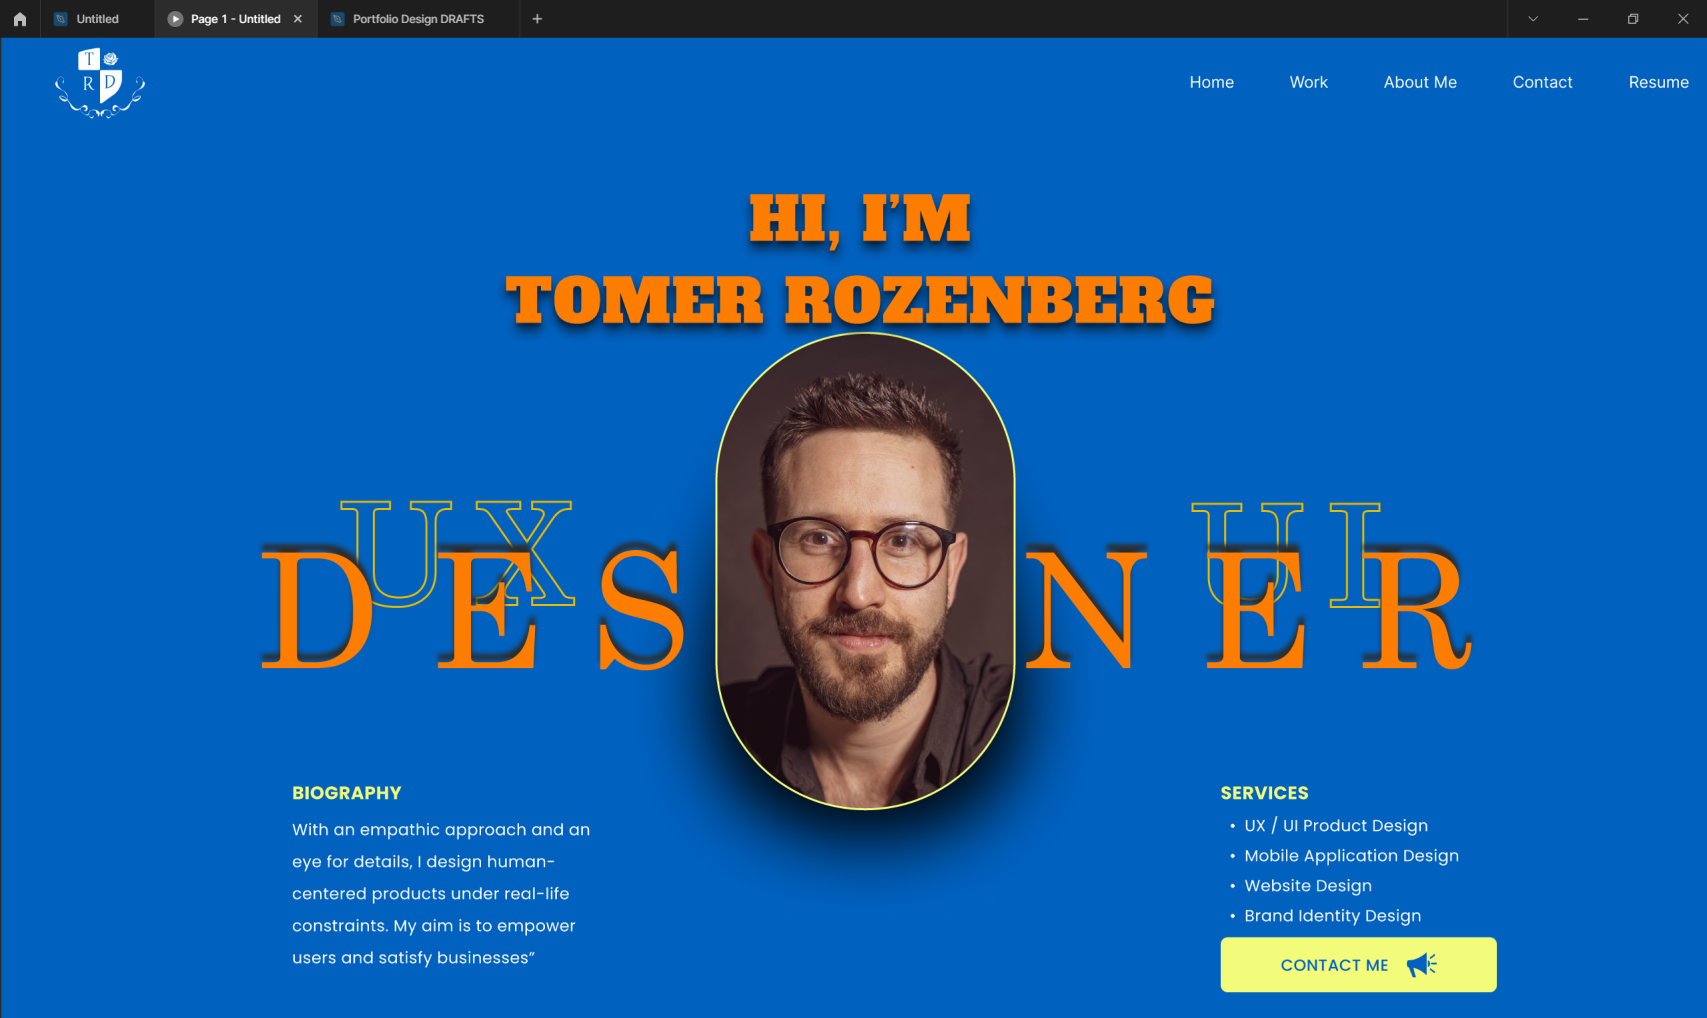 Untitled
Page 1 - Untitled
Portfolio Design DRAFTS
T
R D
Home
Work
About Me
Contact
Resume
HI, I’M
TOMER ROZENBERG
UX
UI
DES NER
BIOGRAPHY
With an empathic approach and an
eye for details, I design human-
centered products under real-life
constraints. My aim is to empower
users and satisfy businesses”
SERVICES
• UX / UI Product Design
• Mobile Application Design
• Website Design
• Brand Identity Design
CONTACT ME